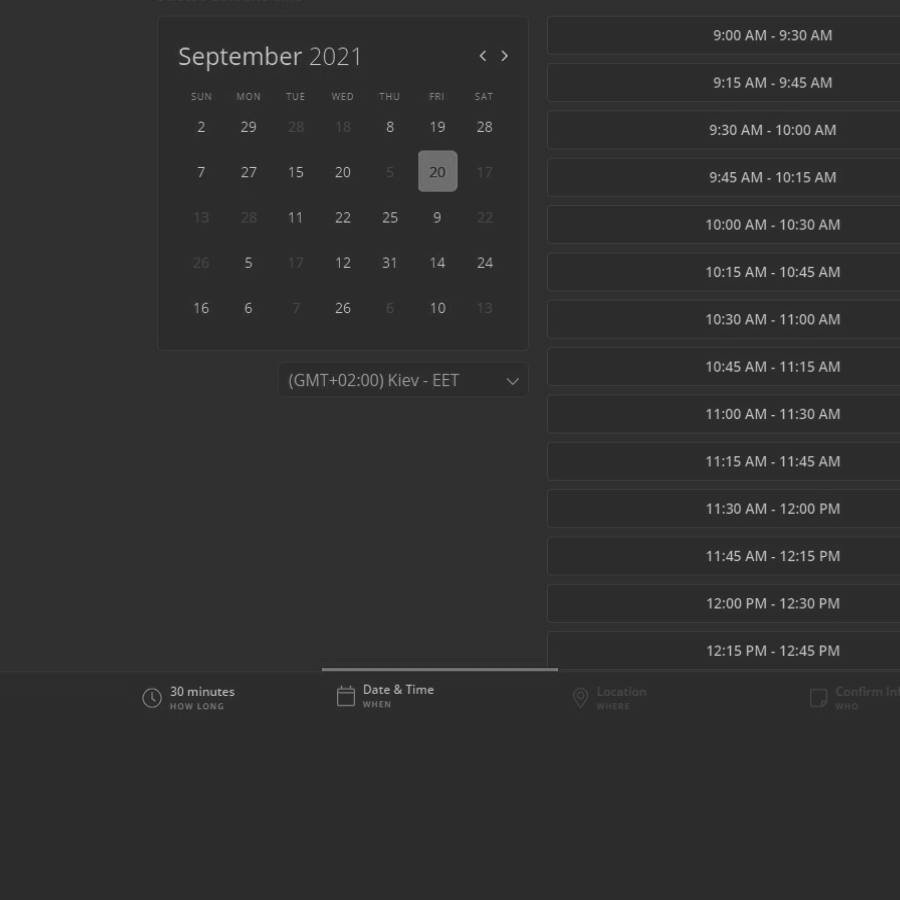 September 2021
SUN MON TUE WED THU FRI SAT
2 29 28 18 8 19 28
7 27 15 20 5 20 17
13 28 11 22 25 9 22
26 5 17 12 31 14 24
16 6 7 26 6 10 13
(GMT+02:00) Kiev - EET
9:00 AM - 9:30 AM
9:15 AM - 9:45 AM
9:30 AM - 10:00 AM
9:45 AM - 10:15 AM
10:00 AM - 10:30 AM
10:15 AM - 10:45 AM
10:30 AM - 11:00 AM
10:45 AM - 11:15 AM
11:00 AM - 11:30 AM
11:15 AM - 11:45 AM
11:30 AM - 12:00 PM
11:45 AM - 12:15 PM
12:00 PM - 12:30 PM
12:15 PM - 12:45 PM
30 minutes
HOW LONG
Date & Time
WHEN
Location
WHERE
Confirm
WHO